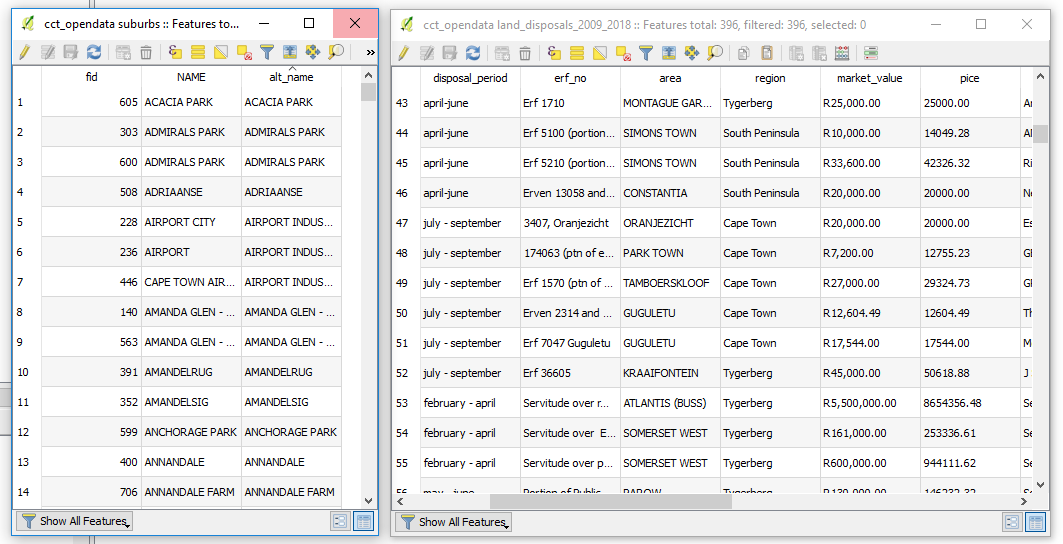 cct_opendata suburbs :: Features to...
fid NAME alt_name
1 605 ACACIA PARK ACACIA PARK
2 303 ADMIRALS PARK ADMIRALS PARK
3 600 ADMIRALS PARK ADMIRALS PARK
4 508 ADRIAANSE ADRIAANSE
5 228 AIRPORT CITY AIRPORT INDUS...
6 236 AIRPORT AIRPORT INDUS...
7 446 CAPE TOWN AIR... AIRPORT INDUS...
8 140 AMANDA GLEN - ... AMANDA GLEN - ...
9 563 AMANDA GLEN - ... AMANDA GLEN - ...
10 391 AMANDELRUG AMANDELRUG
11 352 AMANDELSIG AMANDELSIG
12 599 ANCHORAGE PARK ANCHORAGE PARK
13 400 ANNANDALE ANNANDALE
14 706 ANNANDALE FARM ANNANDALE FARM
Show All Features
cct_opendata land_disposals_2009_2018 :: Features total: 396, filtered: 396, selected: 0
disposal_period erf_no area region market_value pice
43 april-june Erf 1710 MONTAGUE GAR... Tygerberg R25,000.00 25000.00
44 april-june Erf 5100 (portion... SIMONS TOWN South Peninsula R10,000.00 14049.28
45 april-june Erf 5210 (portion... SIMONS TOWN South Peninsula R33,600.00 42326.32
46 april-june Erven 13058 and... CONSTANTIA South Peninsula R20,000.00 20000.00
47 july - september 3407, Oranjezicht ORANJEZICHT Cape Town R20,000.00 20000.00
48 july - september 174063 (ptn of e... PARK TOWN Cape Town R7,200.00 12755.23
49 july - september Erf 1570 (ptn of ... TAMBOERSKLOOF Cape Town R27,000.00 29324.73
50 july - september Erven 2314 and ... GUGULETU Cape Town R12,604.49 12604.49
51 july - september Erf 7047 Guguletu GUGULETU Cape Town R17,544.00 17544.00
52 july - september Erf 36605 KRAAIFONTEIN Tygerberg R45,000.00 50618.88
53 february - april Servitude over r... ATLANTIS (BUSS) Tygerberg R5,500,000.00 8654356.48
54 february - april Servitude over E... SOMERSET WEST Tygerberg R161,000.00 253336.61
55 february - april Servitude over p... SOMERSET WEST Tygerberg R600,000.00 944111.62
56 may - june Portion of Public... PAROW Tygerberg R130,000.00 146232.32
Show All Features